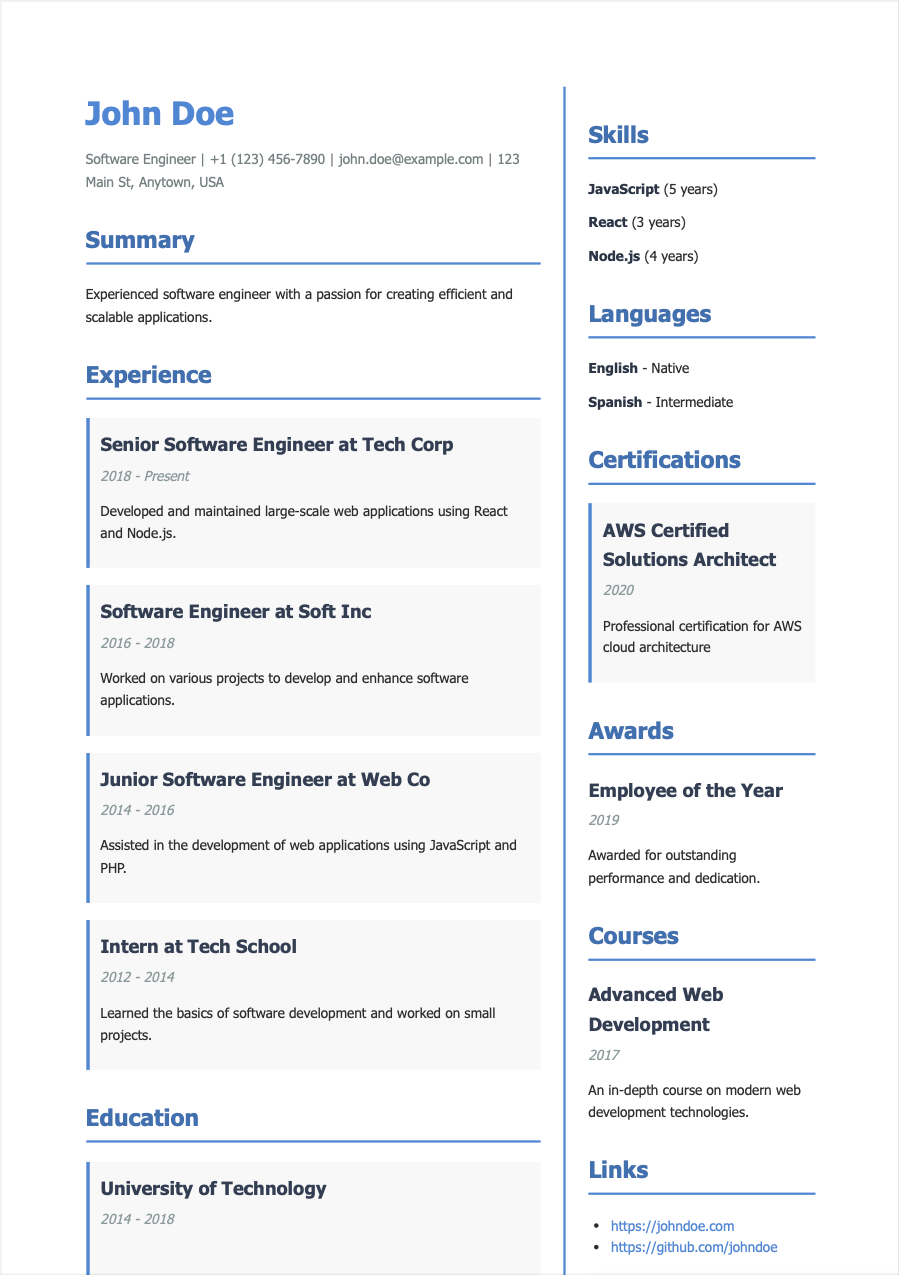 John Doe
Software Engineer | +1 (123) 456-7890 | john.doe@example.com | 123
Main St, Anytown, USA
Summary
Experienced software engineer with a passion for creating efficient and
scalable applications.
Experience
Senior Software Engineer at Tech Corp
2018 - Present
Developed and maintained large-scale web applications using React
and Node.js.
Software Engineer at Soft Inc
2016 - 2018
Worked on various projects to develop and enhance software
applications.
Junior Software Engineer at Web Co
2014 - 2016
Assisted in the development of web applications using JavaScript and
PHP.
Intern at Tech School
2012 - 2014
Learned the basics of software development and worked on small
projects.
Education
University of Technology
2014 - 2018
Skills
JavaScript (5 years)
React (3 years)
Node.js (4 years)
Languages
English - Native
Spanish - Intermediate
Certifications
AWS Certified
Solutions Architect
2020
Professional certification for AWS
cloud architecture
Awards
Employee of the Year
2019
Awarded for outstanding
performance and dedication.
Courses
Advanced Web
Development
2017
An in-depth course on modern web
development technologies.
Links
• https://johndoe.com
• https://github.com/johndoe